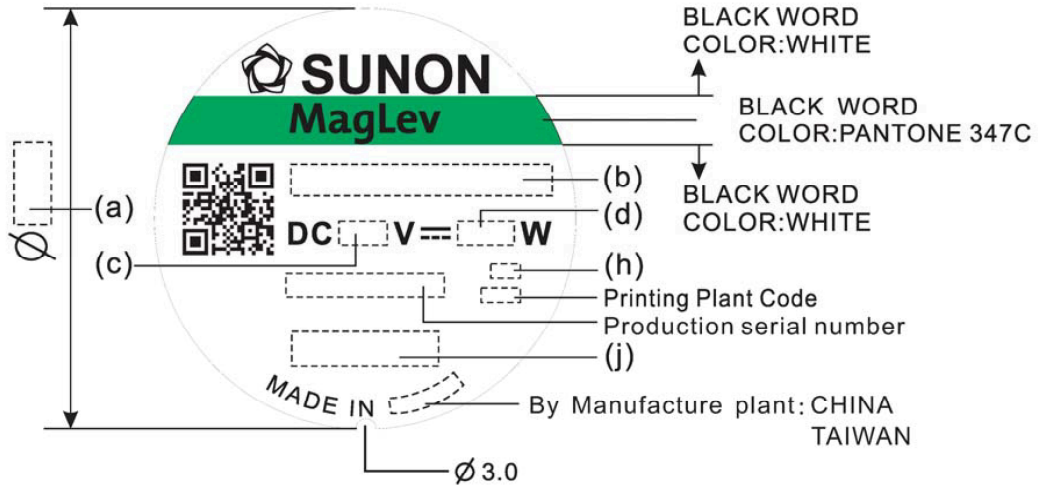 BLACK WORD
COLOR:WHITE
SUNON
MagLev
BLACK WORD
COLOR:PANTONE 347C
(b)
BLACK WORD
COLOR:WHITE
(a)
(d)
DC V W
Ø
(c)
(h)
Printing Plant Code
Production serial number
(j)
MADE IN
By Manufacture plant: CHINA
TAIWAN
Ø 3.0